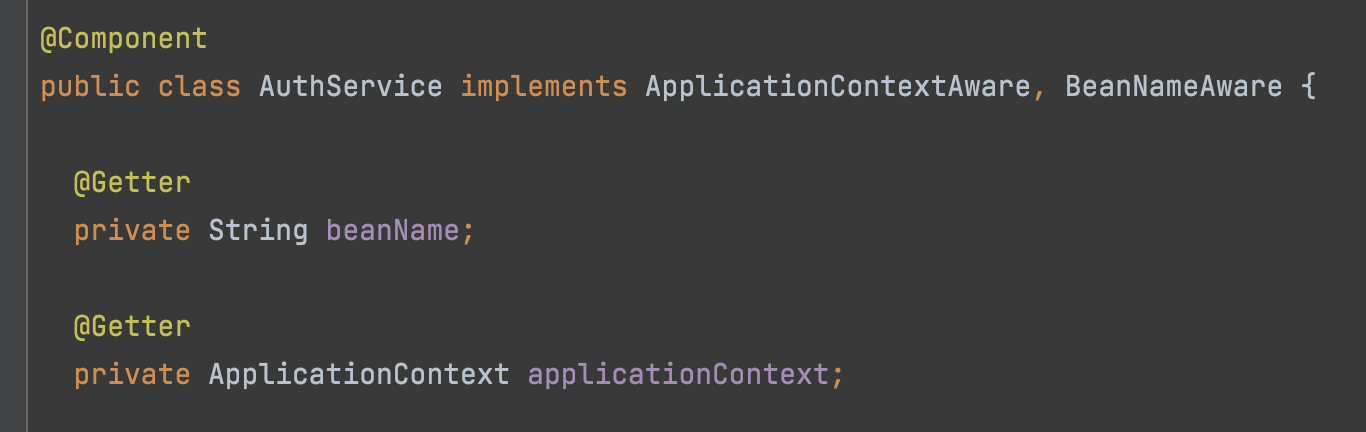 @Component
public class AuthService implements ApplicationContextAware, BeanNameAware {
@Getter
private String beanName;
@Getter
private ApplicationContext applicationContext;